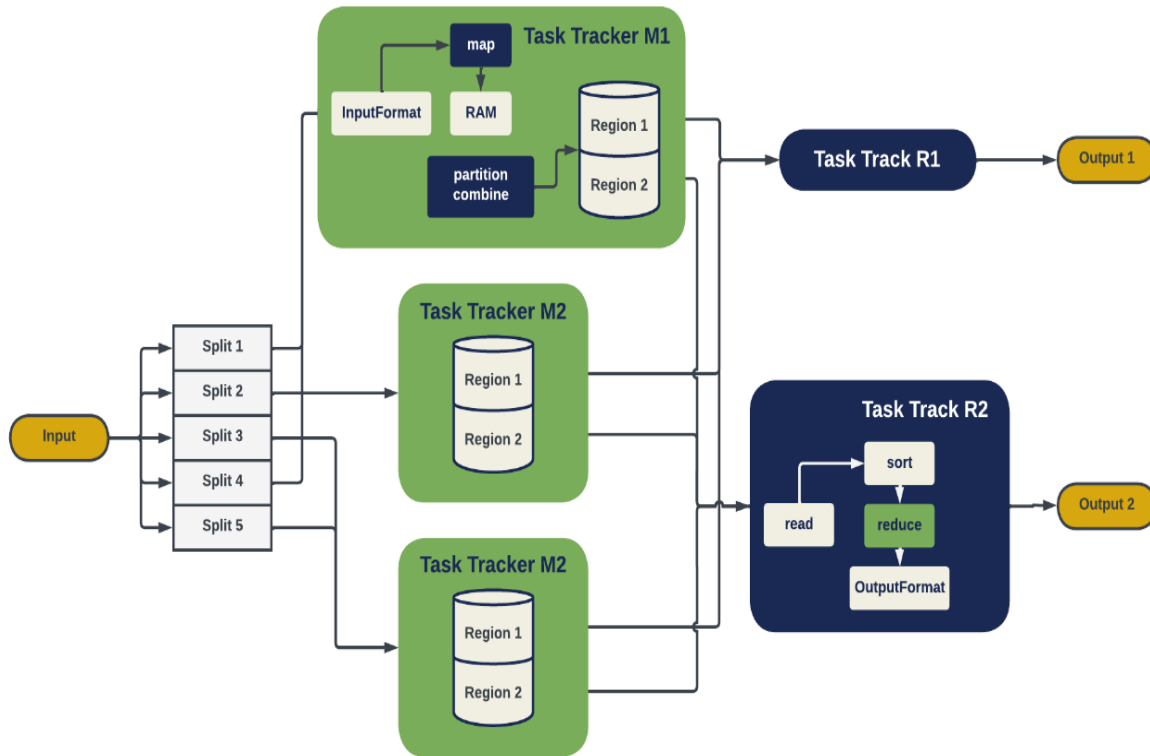 Task Tracker M1
map
InputFormat
RAM
Region 1
partition
combine
Region 2
Task Track R1
Output 1
Task Tracker M2
Region 1
Region 2
Input
Split 1
Split 2
Split 3
Split 4
Split 5
Task Track R2
sort
read
reduce
OutputFormat
Output 2
Task Tracker M2
Region 1
Region 2